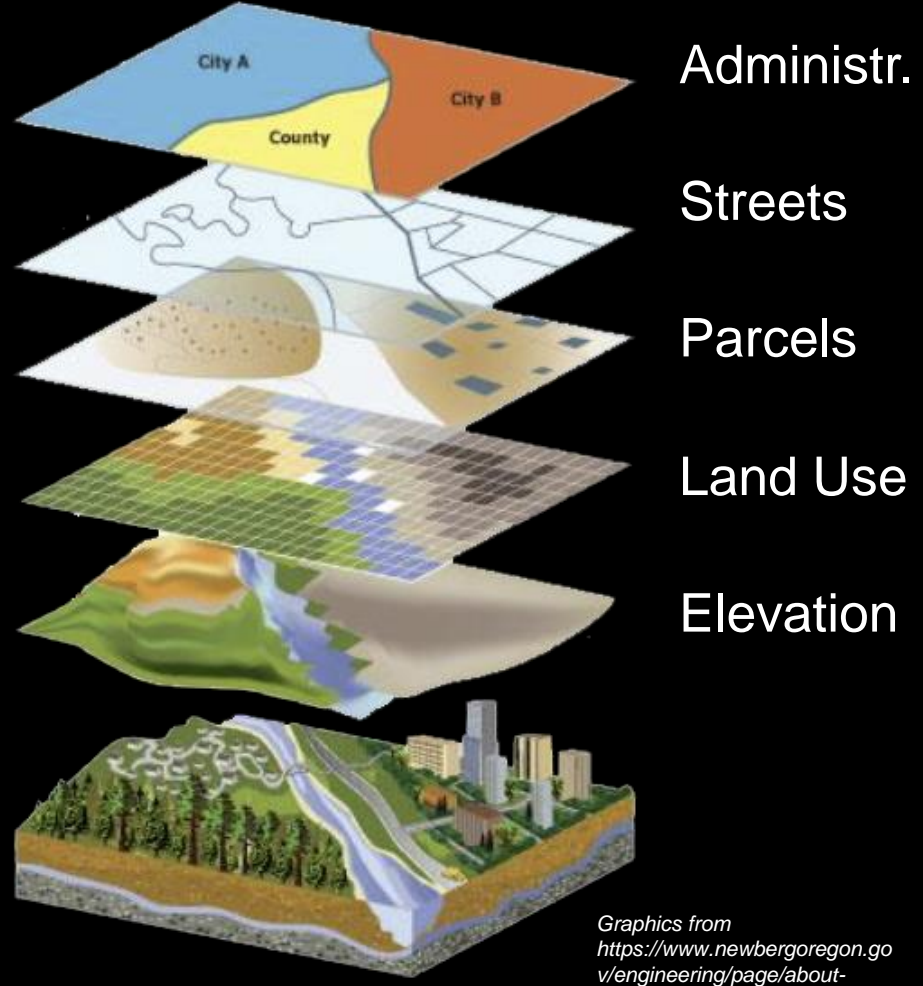 Administr.
City A
City B
County
Streets
Parcels
Land Use
Elevation
Graphics from
https://www.newbergoregon.go
v/engineering/page/about-